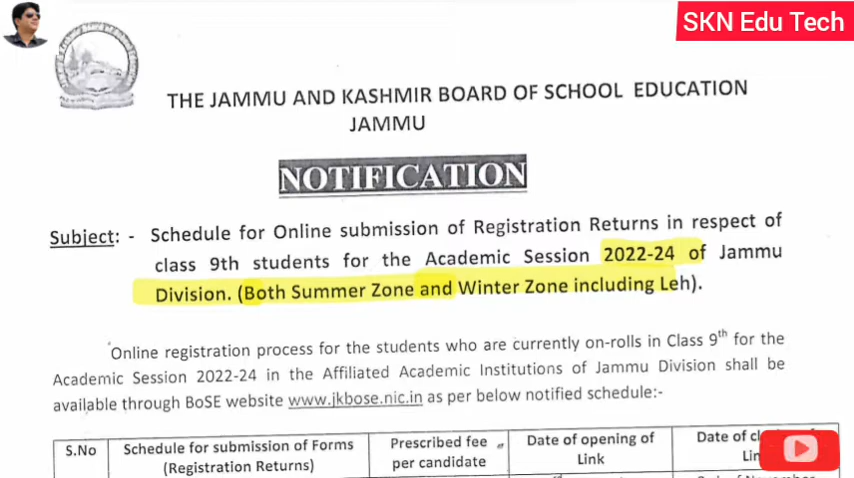 SKN Edu Tech
THE JAMMU AND KASHMIR BOARD OF SCHOOL EDUCATION
JAMMU
NOTIFICATION
Subject: - Schedule for Online submission of Registration Returns in respect of
class 9th students for the Academic Session 2022-24 of Jammu
Division. (Both Summer Zone and Winter Zone including Leh).
Online registration process for the students who are currently on-rolls in Class 9th for the
Academic Session 2022-24 in the Affiliated Academic Institutions of Jammu Division shall be
available through BoSE website www.jkbose.nic.in as per below notified schedule:-
S.No
Schedule for submission of Forms
(Registration Returns)
Prescribed fee
per candidate
Date of opening of
Link
Date of